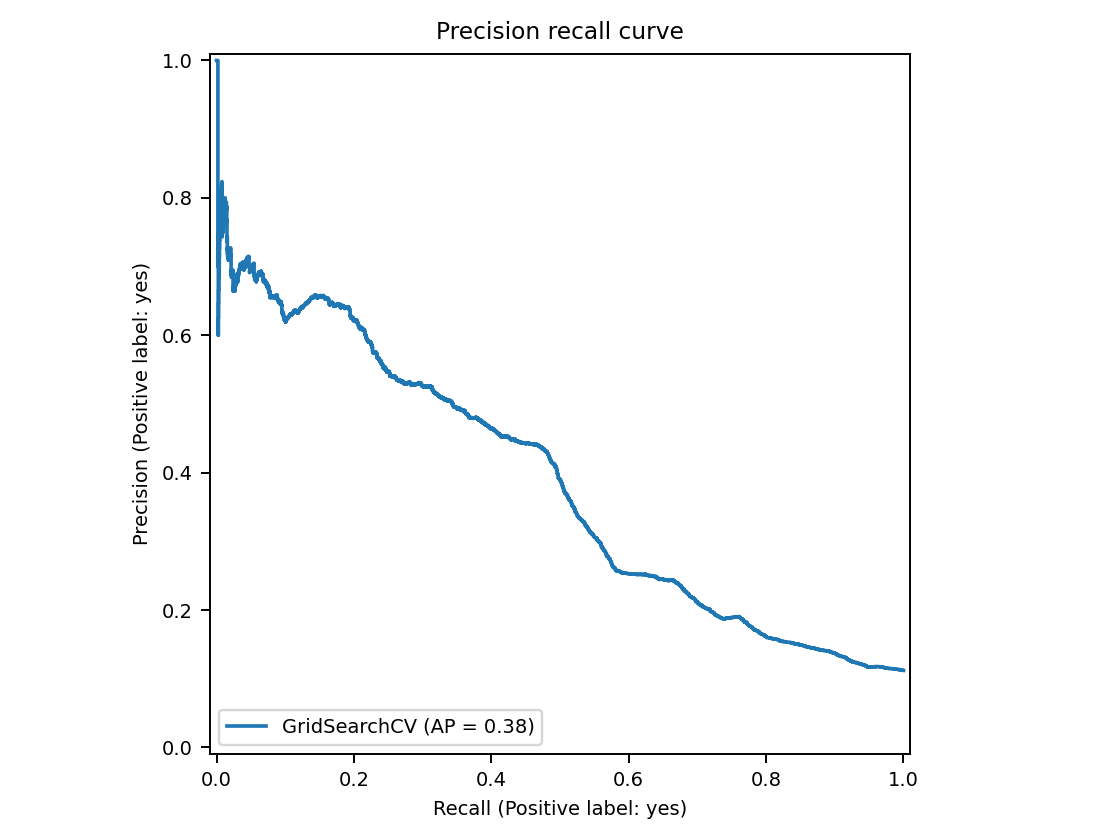 Precision recall curve
1.0
0.8
0.6
0.4
0.2
0.0
Precision (Positive label: yes)
GridSearchCV (AP = 0.38)
0.0 0.2 0.4 0.6 0.8 1.0
Recall (Positive label: yes)